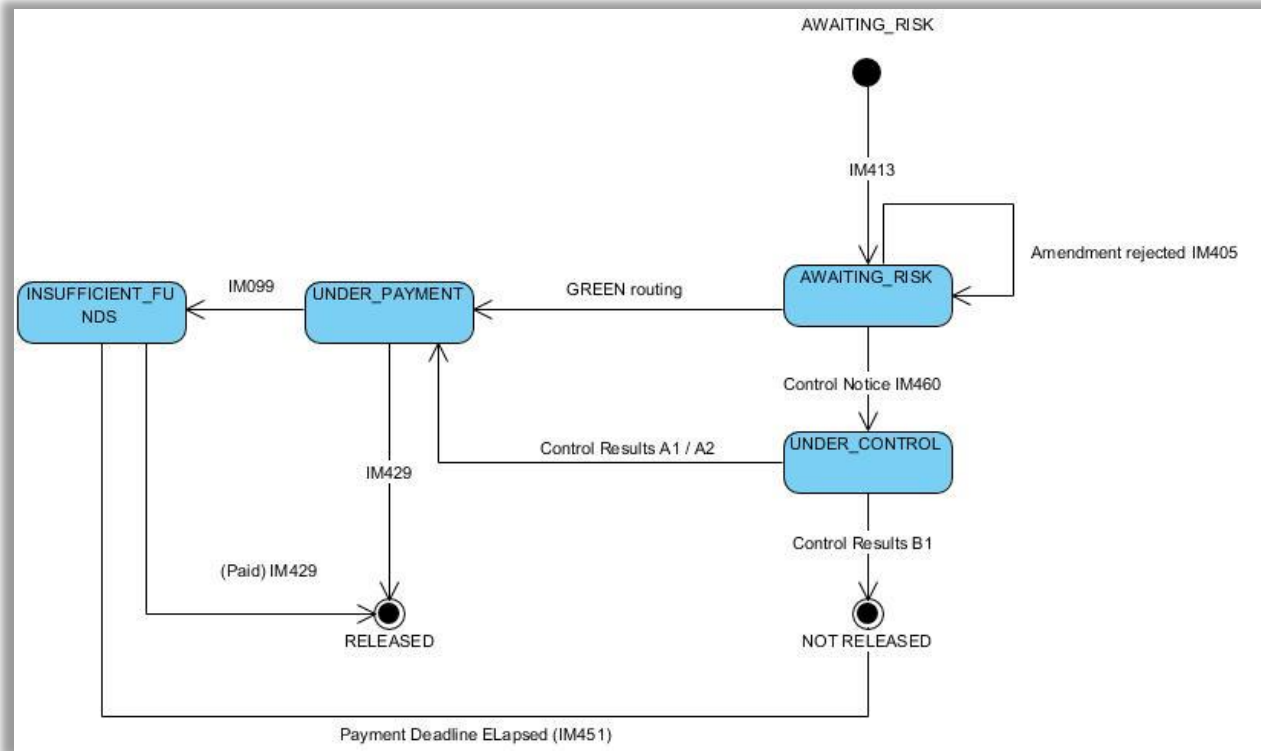 AWAITING_RISK
IM413
Amendment rejected IM405
AWAITING_RISK
GREEN routing
IM099
UNDER_PAYMENT
INSUFFICIENT_FU
NDS
Control Notice IM460
UNDER_CONTROL
Control Results A1 / A2
IM429
Control Results B1
(Paid) IM429
RELEASED
NOT RELEASED
Payment Deadline ELapsed (IM451)